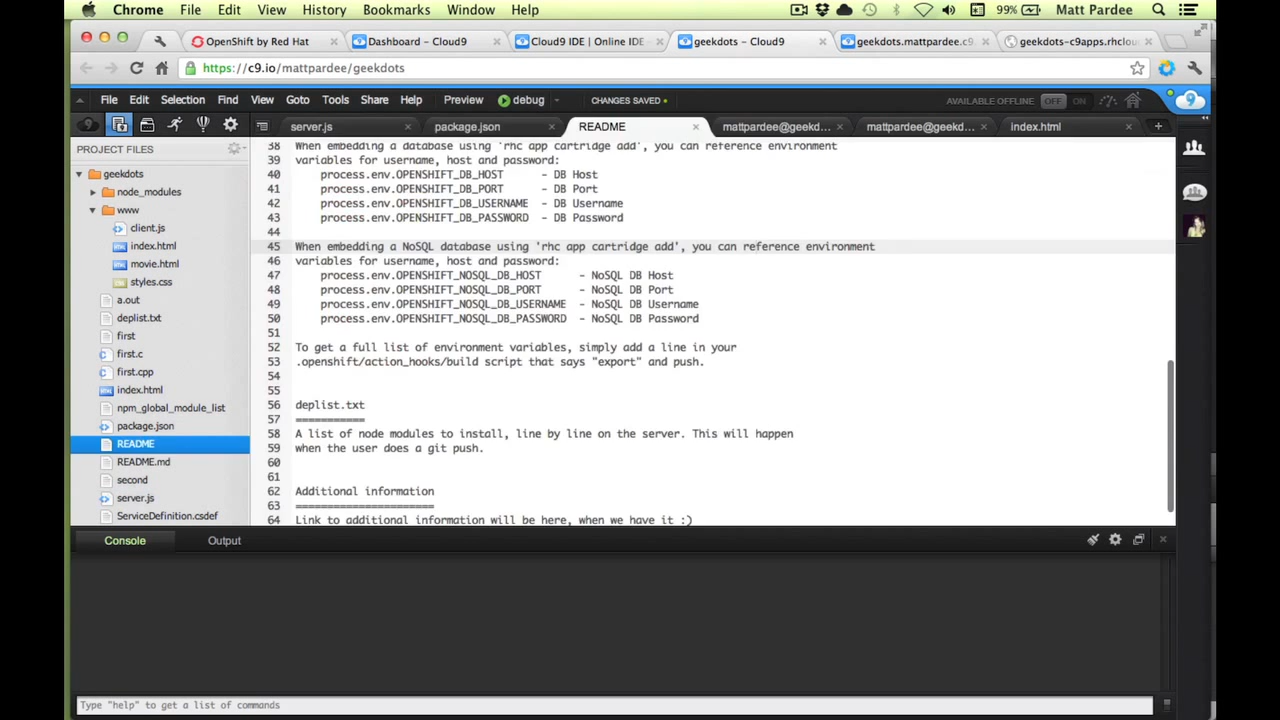 Chrome File Edit View History Bookmarks Window Help 99% Matt Pardee
OpenShift by Red Hat × Dashboard - Cloud9 × Cloud9 IDE | Online IDE × geekdots - Cloud9 × geekdots.mattpardee.c9 × geekdots-c9apps.rhclou ×
https://c9.io/mattpardee/geekdots
File Edit Selection Find View Goto Tools Share Help Preview debug CHANGES SAVED AVAILABLE OFFLINE OFF ON 9
server.js × package.json × README × mattpardee@geekd... × mattpardee@geekd... × index.html × +
PROJECT FILES
geekdots
node_modules
www
client.js
index.html
movie.html
styles.css
a.out
deplist.txt
first
first.c
first.cpp
index.html
npm_global_module_list
package.json
README
README.md
second
server.js
ServiceDefinition.csdef
38 When embedding a database using 'rhc app cartridge add', you can reference environment
39 variables for username, host and password:
40 process.env.OPENSHIFT_DB_HOST - DB Host
41 process.env.OPENSHIFT_DB_PORT - DB Port
42 process.env.OPENSHIFT_DB_USERNAME - DB Username
43 process.env.OPENSHIFT_DB_PASSWORD - DB Password
44
45 When embedding a NoSQL database using 'rhc app cartridge add', you can reference environment
46 variables for username, host and password:
47 process.env.OPENSHIFT_NOSQL_DB_HOST - NoSQL DB Host
48 process.env.OPENSHIFT_NOSQL_DB_PORT - NoSQL DB Port
49 process.env.OPENSHIFT_NOSQL_DB_USERNAME - NoSQL DB Username
50 process.env.OPENSHIFT_NOSQL_DB_PASSWORD - NoSQL DB Password
51
52 To get a full list of environment variables, simply add a line in your
53 .openshift/action_hooks/build script that says "export" and push.
54
55
56 deplist.txt
57 ===========
58 A list of node modules to install, line by line on the server. This will happen
59 when the user does a git push.
60
61
62 Additional information
63 ======================
64 Link to additional information will be here, when we have it :)
Console Output
Type "help" to get a list of commands